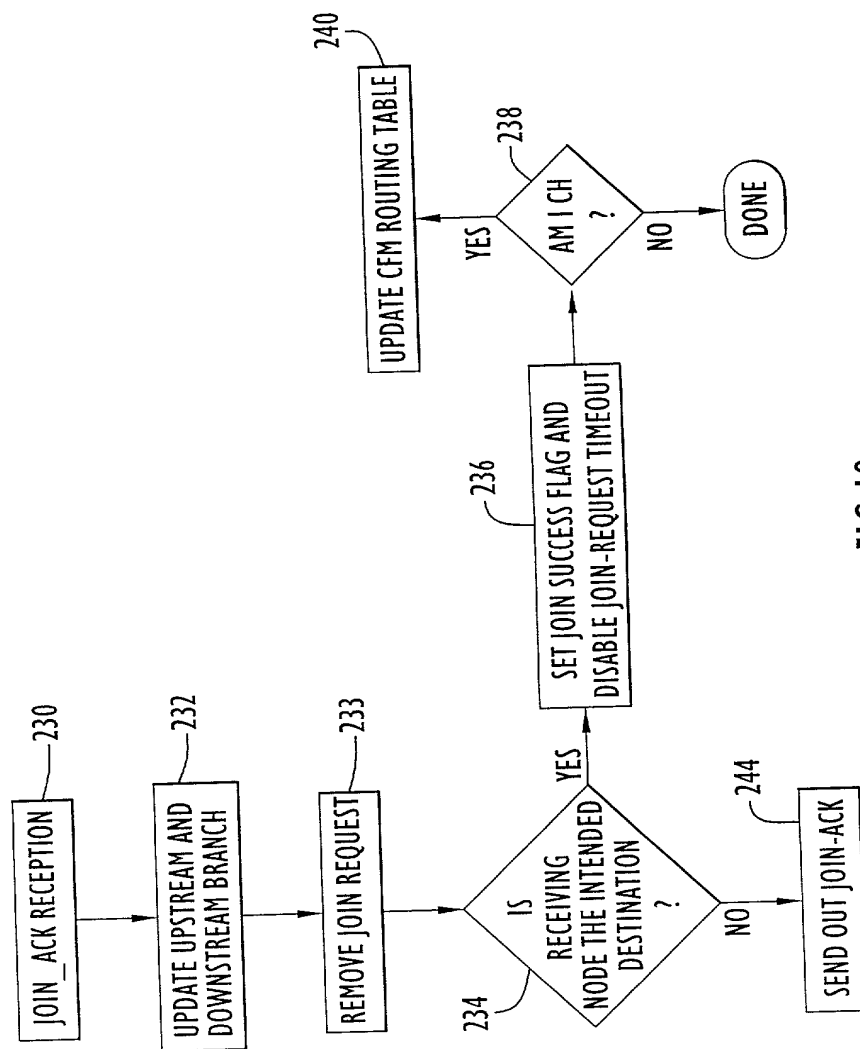 230
JOIN_ACK RECEPTION
232
UPDATE UPSTREAM AND
DOWNSTREAM BRANCH
233
REMOVE JOIN REQUEST
234
IS
RECEIVING
NODE THE INTENDED
DESTINATION
?
YES
NO
244
SEND OUT JOIN-ACK
236
SET JOIN SUCCESS FLAG AND
DISABLE JOIN-REQUEST TIMEOUT
238
AM I CH
?
YES
NO
240
UPDATE CFM ROUTING TABLE
DONE